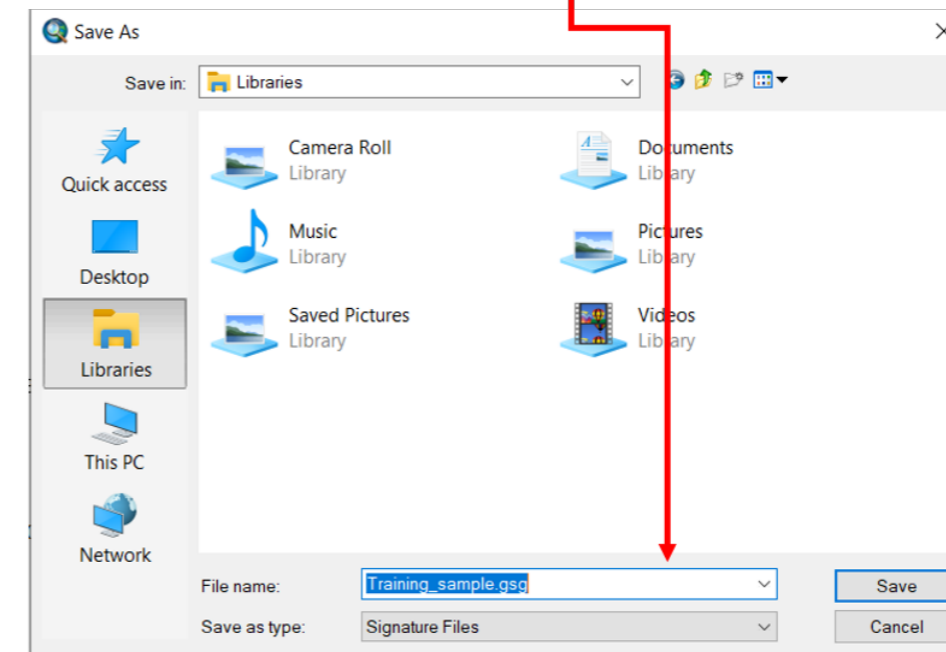 Save As
Save in: Libraries
Quick access
Desktop
Libraries
This PC
Network
Camera Roll
Library
Documents
Library
Music
Library
Pictures
Library
Saved Pictures
Library
Videos
Library
File name: Training_sample.gsg
Save
Save as type: Signature Files
Cancel